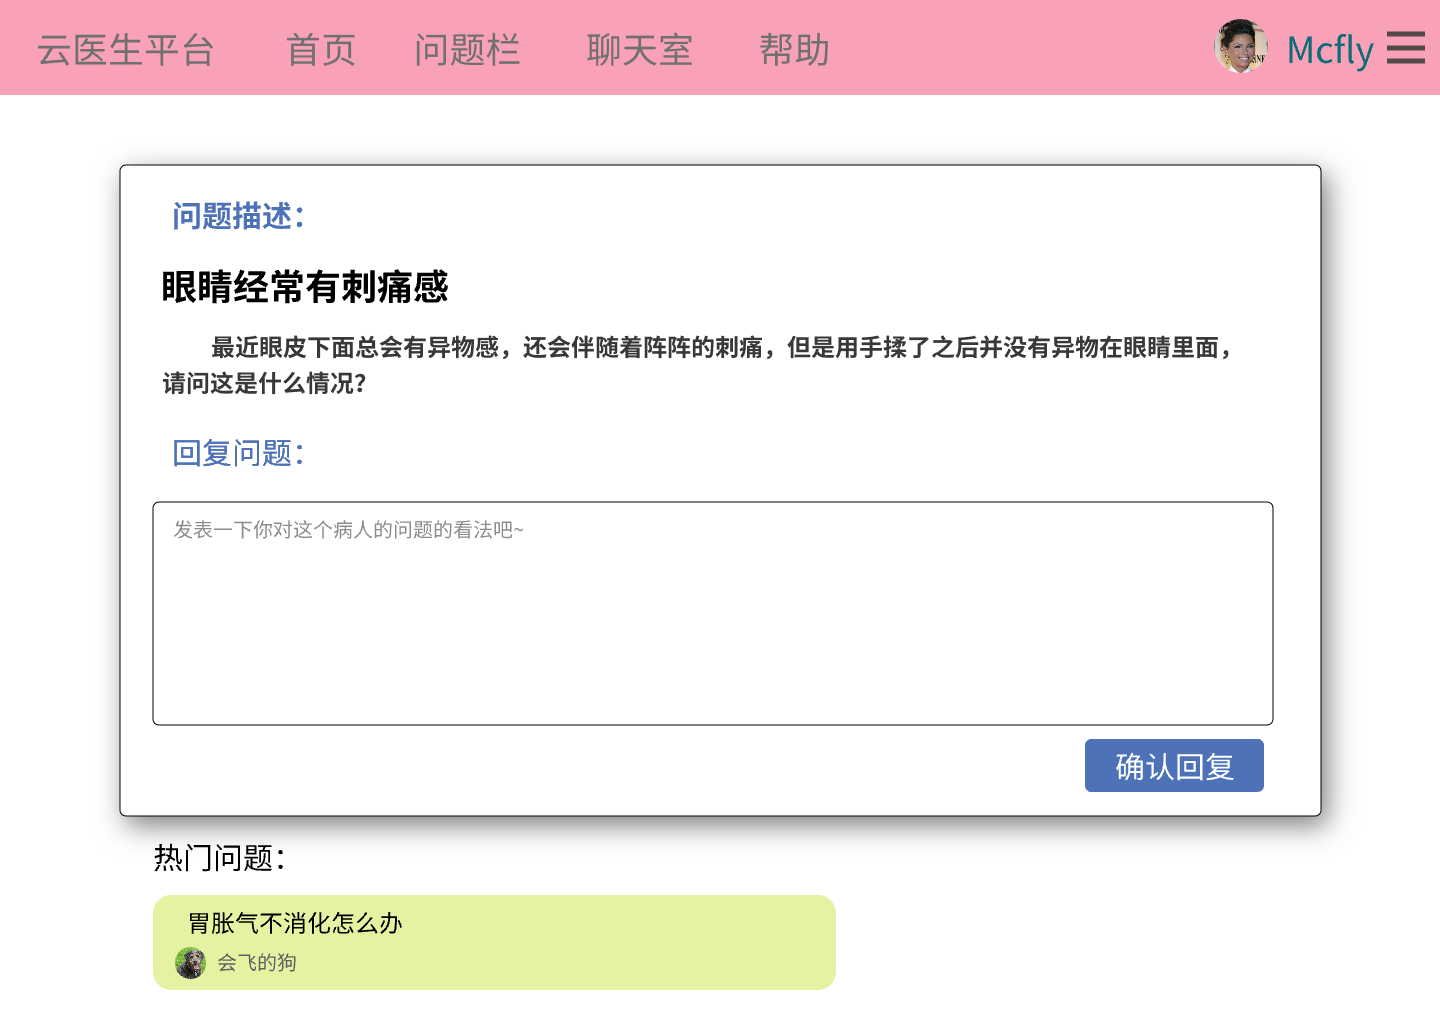 云医生平台 首页 问题栏 聊天室 帮助 Mcfly
问题描述：
眼睛经常有刺痛感
最近眼皮下面总会有异物感，还会伴随着阵阵的刺痛，但是用手揉了之后并没有异物在眼睛里面，
请问这是什么情况？
回复问题：
发表一下你对这个病人的问题的看法吧~
确认回复
热门问题：
胃胀气不消化怎么办
会飞的狗